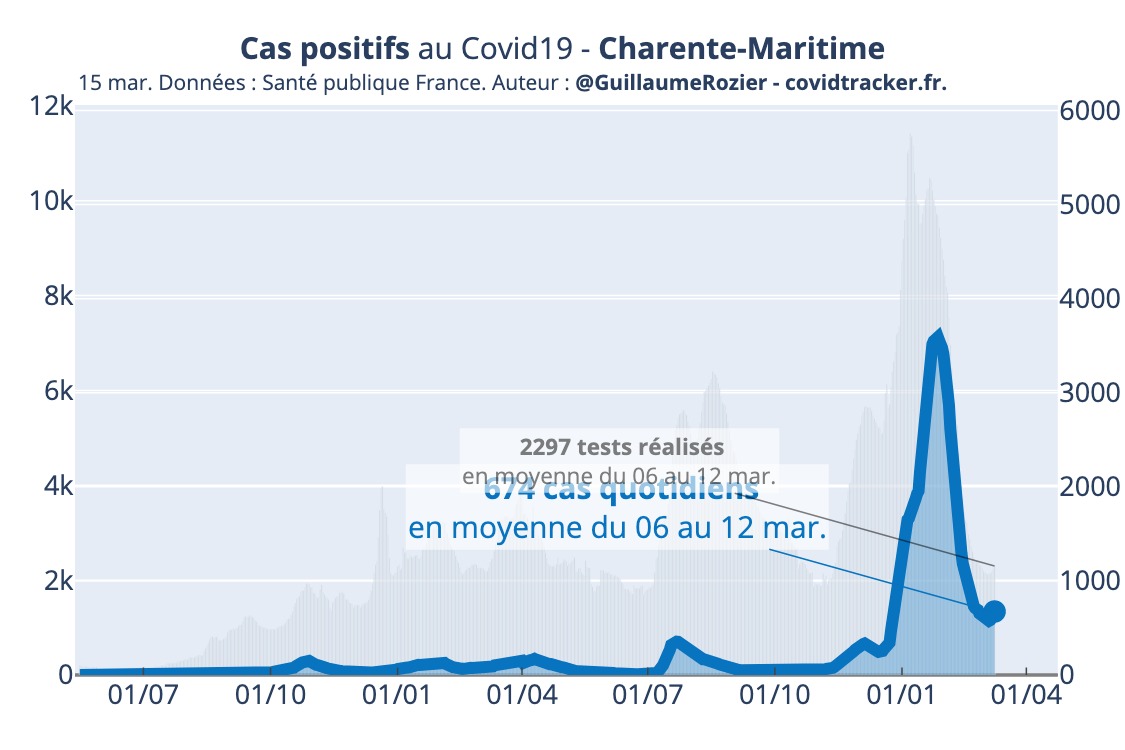 Cas positifs au Covid19 - Charente-Maritime
15 mar. Données : Santé publique France. Auteur : @GuillaumeRozier - covidtracker.fr.
12k
10k
8k
6k
4k
2k
0
6000
5000
4000
3000
2000
1000
0
2297 tests réalisés
en moyenne du 06 au 12 mar.
674 cas quotidiens
en moyenne du 06 au 12 mar.
01/07 01/10 01/01 01/04 01/07 01/10 01/01 01/04